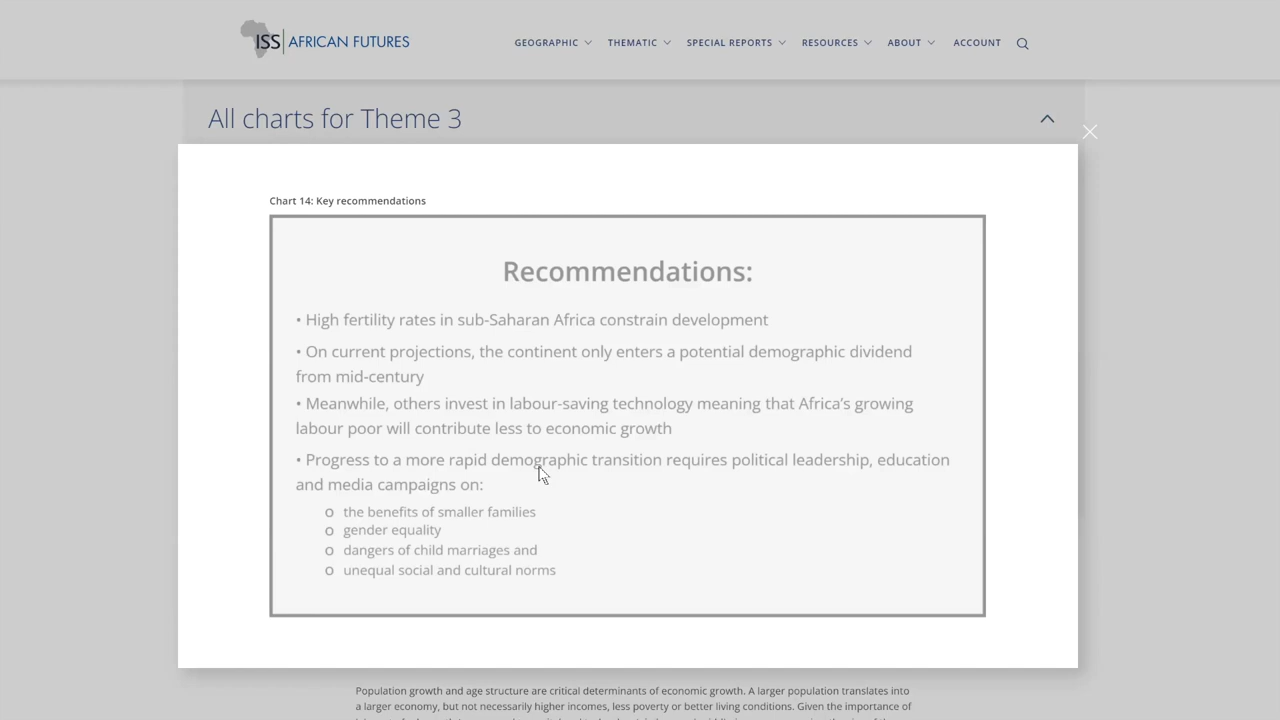 ISS AFRICAN FUTURES
GEOGRAPHIC THEMATIC SPECIAL REPORTS RESOURCES ABOUT ACCOUNT
All charts for Theme 3
Chart 14: Key recommendations
Recommendations:
• High fertility rates in sub-Saharan Africa constrain development
• On current projections, the continent only enters a potential demographic dividend
from mid-century
• Meanwhile, others invest in labour-saving technology meaning that Africa's growing
labour poor will contribute less to economic growth
• Progress to a more rapid demographic transition requires political leadership, education
and media campaigns on:
o the benefits of smaller families
o gender equality
o dangers of child marriages and
o unequal social and cultural norms
Population growth and age structure are critical determinants of economic growth. A larger population translates into
a larger economy, but not necessarily higher incomes, less poverty or better living conditions. Given the importance of